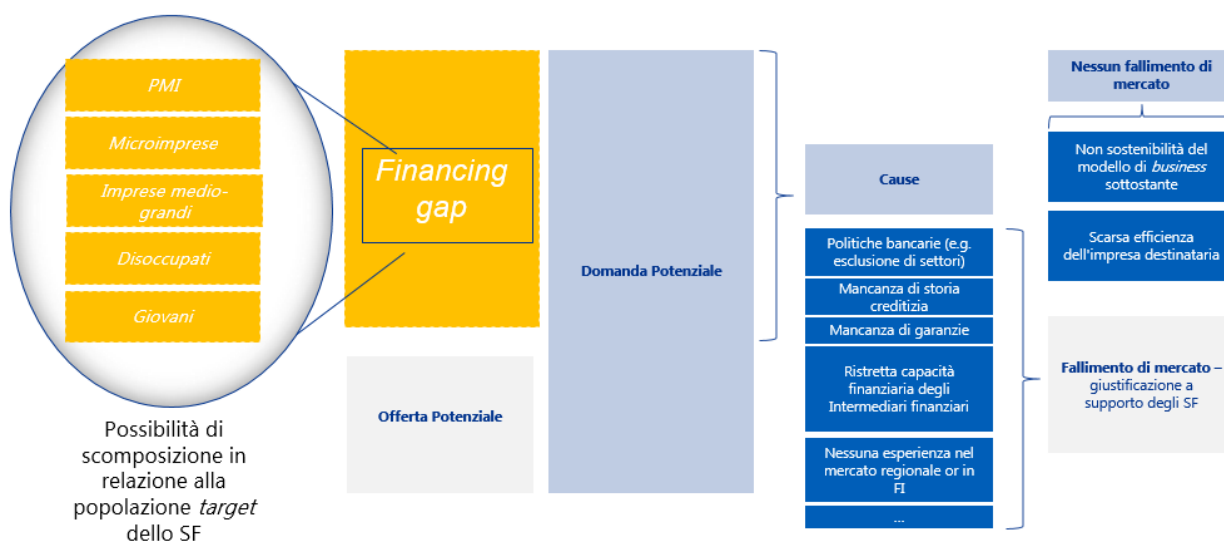 PMI
Microimprese
Imprese medio-
grandi
Disoccupati
Giovani
Possibilità di
scomposizione in
relazione alla
popolazione target
dello SF
Financing
gap
Offerta Potenziale
Domanda Potenziale
Cause
Politiche bancarie (e.g.
esclusione di settori)
Mancanza di storia
creditizia
Mancanza di garanzie
Ristretta capacità
finanziaria degli
Intermediari finanziari
Nessuna esperienza nel
mercato regionale or in
FI
...
Nessun fallimento di
mercato
Non sostenibilità del
modello di business
sottostante
Scarsa efficienza
dell'impresa destinataria
Fallimento di mercato –
giustificazione a
supporto degli SF